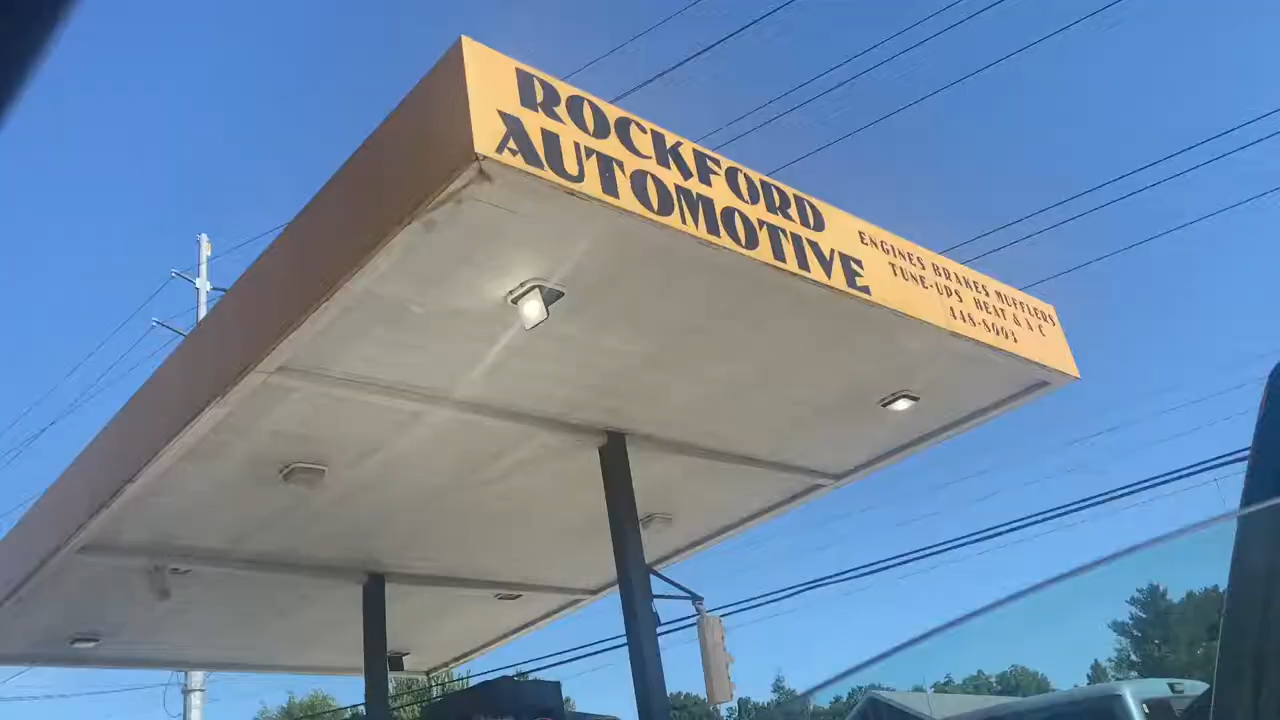 ROCKFORD
AUTOMOTIVE
ENGINES BRAKES MUFFLERS
TUNE-UPS HEAT & A C
448-8003